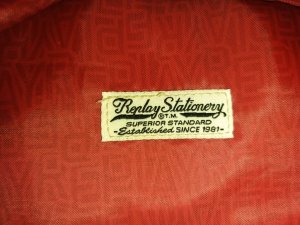 Replay Stationery
®T.M.
SUPERIOR STANDARD
-Established SINCE 1981-